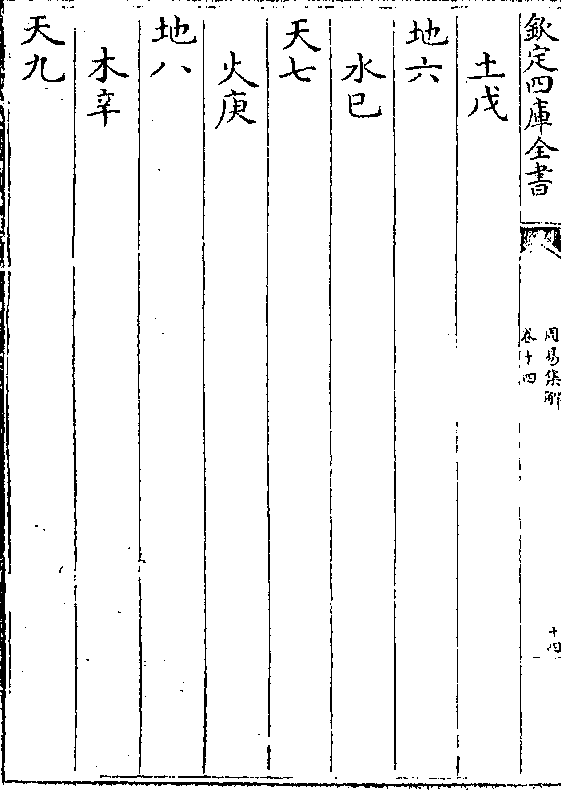 欽定四庫全書
周易集解
卷十四
十四
土戊
地六
水巳
天七
火庚
地八
木辛
天九